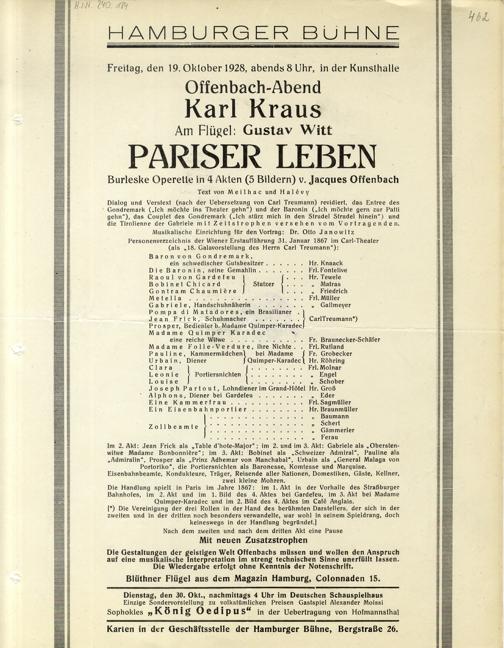 H.I.N. 240.184
462
HAMBURGER BÜHNE
Freitag, den 19. Oktober 1928, abends 8 Uhr, in der Kunsthalle
Offenbach-Abend
Karl Kraus
Am Flügel: Gustav Witt
PARISER LEBEN
Burleske Operette in 4 Akten (5 Bildern) v. Jacques Offenbach
Text von Meilhac und Halévy
Dialog und Verstext (nach der Uebersetzung von Carl Treumann) revidiert, das Entree des
Gondremark („Ich möchte ins Theater gehn") und der Baronin („Ich möchte gern zur Patti
gehn"), das Couplet des Gondremark („Ich stürz mich in den Strudel Strudel hinein") und
die Tirolienne der Gabriele mit Zeitstrophen versehen vom Vortragenden.
Musikalische Einrichtung für den Vortrag: Dr. Otto Janowitz
Personenverzeichnis der Wiener Erstaufführung 31. Januar 1867 im Carl-Theater
(als „18. Galavorstellung des Herrn Carl Treumann"):
Baron von Gondremark,
ein schwedischer Gutsbesitzer . . . . . . Hr. Knaack
Die Baronin, seine Gemahlin . . . . . . . Frl. Fontelive
Raoul von Gardefeu } . . . . Hr. Tewele
Bobinet Chicard } Stutzer . . . . „ Matras
Gontram Chaumière } . . . . „ Friedrich
Metella . . . . . . . . . . . . . Frl. Müller
Gabriele, Handschuhnäherin . . . . . . . „ Gallmeyer
Pompa di Matadores, ein Brasilianer . }
Jean Frick, Schuhmacher . . . . . . . } Carl Treumann*)
Prosper, Bedienter b. Madame Quimper-Karadec }
Madame Quimper Karadec
eine reiche Witwe . . . . . . . . . Fr. Braunecker-Schäfer
Madame Folle-Verdure, ihre Nichte . . . Frl. Rutland
Pauline, Kammermädchen } bei Madame { Fr. Grobecker
Urbain, Diener } Quimper-Karadec { Hr. Röhring
Clara } . . . . . . Frl. Molnar
Leonie } Portiersnichten . . . . . . „ Engel
Louise } . . . . . . „ Schober
Joseph Partout, Lohndiener im Grand-Hôtel Hr. Groß
Alphons, Diener bei Gardefeu . . . . . . „ Eder
Eine Kammerfrau . . . . . . . . . . Frl. Sagmüller
Ein Eisenbahnportier . . . . . . . . . Hr. Braunmüller
} . . . . . . . . . . „ Baumann
Zollbeamte } . . . . . . . . . . „ Schert
} . . . . . . . . . . „ Gämmerler
} . . . . . . . . . . „ Ferau
Im 2. Akt: Jean Frick als „Table d'hote-Major"; im 2. und im 3. Akt: Gabriele als „Obersten-
witwe Madame Bonbonnière"; im 3. Akt; Bobinet als „Schweizer Admiral", Pauline als
„Admiralin", Prosper als „Prinz Adhemar von Manchabal", Urbain als „General Malaga von
Portoriko", die Portiersnichten als Baronesse, Komtesse und Marquise.
Eisenbahnbeamte, Kondukteure, Träger, Reisende aller Nationen, Domestiken, Gäste, Kellner,
zwei kleine Mohren.
Die Handlung spielt in Paris im Jahre 1867: im 1. Akt in der Vorhalle des Straßburger
Bahnhofes, im 2. Akt und im 1. Bild des 4. Aktes bei Gardefeu, im 3. Akt bei Madame
Quimper-Karadec und im 2. Bild des 4. Aktes im Café Anglais.
[*) Die Vereinigung der drei Rollen in der Hand des berühmten Darstellers, der sich in der
zweiten und in der dritten noch besonders verwandelte, war wohl in seinem Spieldrang, doch
keineswegs in der Handlung begründet.]
Nach dem zweiten und nach dem dritten Akt eine Pause
Mit neuen Zusatzstrophen
Die Gestaltungen der geistigen Welt Offenbachs müssen und wollen den Anspruch
auf eine musikalische Interpretation im streng technischen Sinne unerfüllt lassen.
Die Wiedergabe erfolgt ohne Kenntnis der Notenschrift.
Blüthner Flügel aus dem Magazin Hamburg, Colonnaden 15.
Dienstag, den 30. Okt., nachmittags 4 Uhr im Deutschen Schauspielhaus
Einzige Sondervorstellung zu volkstümlichen Preisen Gastspiel Alexander Moissi
Sophokles „König Oedipus" in der Uebertragung von Hofmannsthal
Karten in der Geschäftsstelle der Hamburger Bühne, Bergstraße 26.